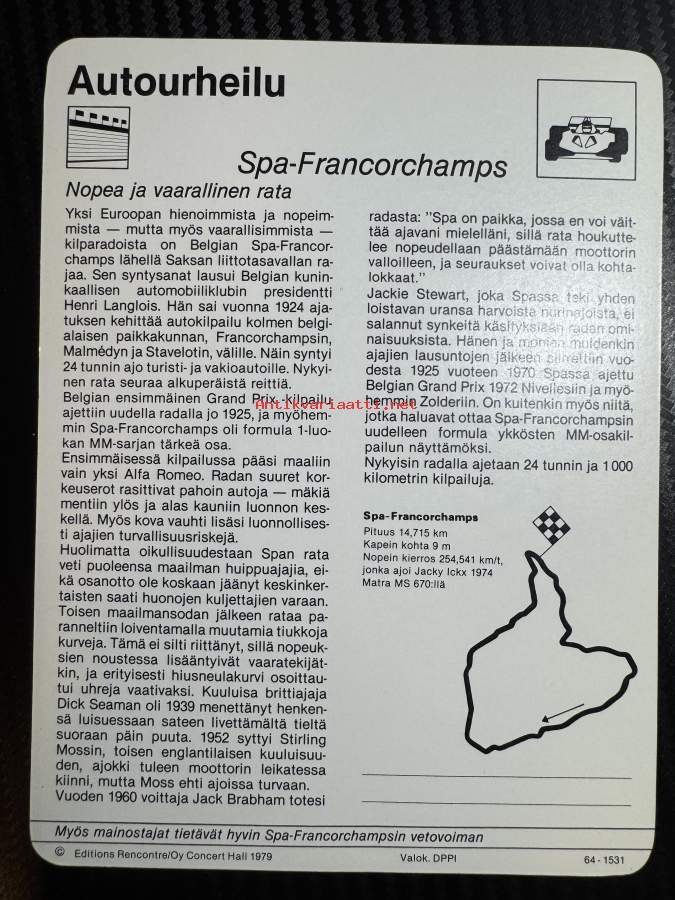 Autourheilu
Spa-Francorchamps
Nopea ja vaarallinen rata
Yksi Euroopan hienoimmista ja nopeim-
mista — mutta myös vaarallisimmista —
kilparadoista on Belgian Spa-Francor-
champs lähellä Saksan liittotasavallan ra-
jaa. Sen syntysanat lausui Belgian kunin-
kaallisen automobiiliklubin presidentti
Henri Langlois. Hän sai vuonna 1924 aja-
tuksen kehittää autokilpailu kolmen belgi-
alaisen paikkakunnan, Francorchampsin,
Malmédyn ja Stavelotin, välille. Näin syntyi
24 tunnin ajo turisti- ja vakioautoille. Nykyi-
nen rata seuraa alkuperäistä reittiä.
Belgian ensimmäinen Grand Prix -kilpailu
ajettiin uudella radalla jo 1925, ja myöhem-
min Spa-Francorchamps oli formula 1-luo-
kan MM-sarjan tärkeä osa.
Ensimmäisessä kilpailussa pääsi maaliin
vain yksi Alfa Romeo. Radan suuret kor-
keuserot rasittivat pahoin autoja — mäkiä
mentiin ylös ja alas kauniin luonnon kes-
kellä. Myös kova vauhti lisäsi luonnollises-
ti ajajien turvallisuusriskejä.
Huolimatta oikullisuudestaan Span rata
veti puoleensa maailman huippuajajia, ei-
kä osanotto ole koskaan jäänyt keskinker-
taisten saati huonojen kuljettajien varaan.
Toisen maailmansodan jälkeen rataa pa-
ranneltiin loiventamalla muutamia tiukkoja
kurveja. Tämä ei silti riittänyt, sillä nopeuk-
sien noustessa lisääntyivät vaaratekijät-
kin, ja erityisesti hiusneulakurvi osoittau-
tui uhreja vaativaksi. Kuuluisa brittiajaja
Dick Seaman oli 1939 menettänyt henken-
sä luisuessaan sateen livettämältä tieltä
suoraan päin puuta. 1952 syttyi Stirling
Mossin, toisen englantilaisen kuuluisuu-
den, ajokki tuleen moottorin leikatessa
kiinni, mutta Moss ehti ajoissa turvaan.
Vuoden 1960 voittaja Jack Brabham totesi
radasta: "Spa on paikka, jossa en voi väit-
tää ajavani mielelläni, sillä rata houkutte-
lee nopeudellaan päästämään moottorin
valloilleen, ja seuraukset voivat olla kohta-
lokkaat."
Jackie Stewart, joka Spassa teki yhden
loistavan uransa harvoista nurinajoista, ei
salannut synkeitä käsityksiään radan omi-
naisuuksista. Hänen ja monien muidenkin
ajajien lausuntojen jälkeen siirrettiin vuo-
desta 1925 vuoteen 1970 Spassa ajettu
Belgian Grand Prix 1972 Nivellesiin ja myö-
hemmin Zolderiin. On kuitenkin myös niitä,
jotka haluavat ottaa Spa-Francorchampsin
uudelleen formula ykkösten MM-osakil-
pailun näyttämöksi.
Nykyisin radalla ajetaan 24 tunnin ja 1000
kilometrin kilpailuja.
Antikvariaatti.net
Spa-Francorchamps
Pituus 14,715 km
Kapein kohta 9 m
Nopein kierros 254,541 km/t,
jonka ajoi Jacky Ickx 1974
Matra MS 670:llä
Myös mainostajat tietävät hyvin Spa-Francorchampsin vetovoiman
© Editions Rencontre/Oy Concert Hall 1979
Valok. DPPI
64-1531